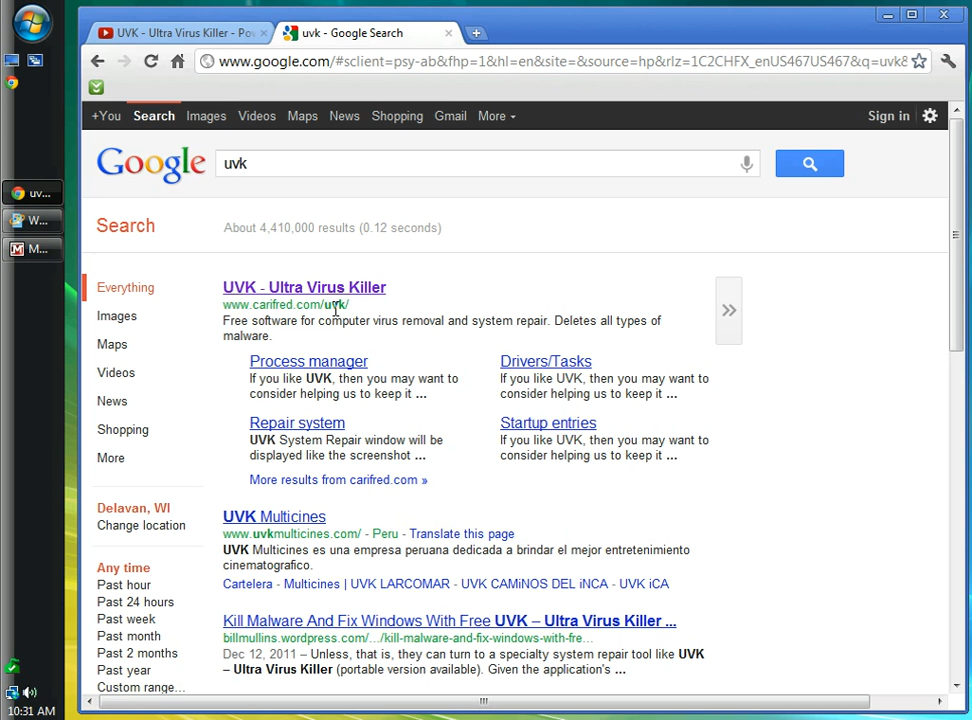 UVK - Ultra Virus Killer - Po
uvk - Google Search
www.google.com/#sclient=psy-ab&fhp=1&hl=en&site=&source=hp&rlz=1C2CHFX_enUS467US467&q=uvk&
+You Search Images Videos Maps News Shopping Gmail More Sign in
Google
uvk
Search
About 4,410,000 results (0.12 seconds)
Everything
Images
Maps
Videos
News
Shopping
More
Delavan, WI
Change location
Any time
Past hour
Past 24 hours
Past week
Past month
Past 2 months
Past year
Custom range...
UVK - Ultra Virus Killer
www.carifred.com/uvk/
Free software for computer virus removal and system repair. Deletes all types of
malware.
Process manager
If you like UVK, then you may want to
consider helping us to keep it ...
Drivers/Tasks
If you like UVK, then you may want to
consider helping us to keep it ...
Repair system
UVK System Repair window will be
displayed like the screenshot ...
Startup entries
If you like UVK, then you may want to
consider helping us to keep it ...
More results from carifred.com »
UVK Multicines
www.uvkmulticines.com/ - Peru - Translate this page
UVK Multicines es una empresa peruana dedicada a brindar el mejor entretenimiento
cinematografico.
Cartelera - Multicines | UVK LARCOMAR - UVK CAMiNOS DEL iNCA - UVK iCA
Kill Malware And Fix Windows With Free UVK – Ultra Virus Killer ...
billmullins.wordpress.com/.../kill-malware-and-fix-windows-with-fre...
Dec 12, 2011 – Unless, that is, they can turn to a specialty system repair tool like UVK
– Ultra Virus Killer (portable version available). Given the application's ...
uv...
W...
M...
10:31 AM